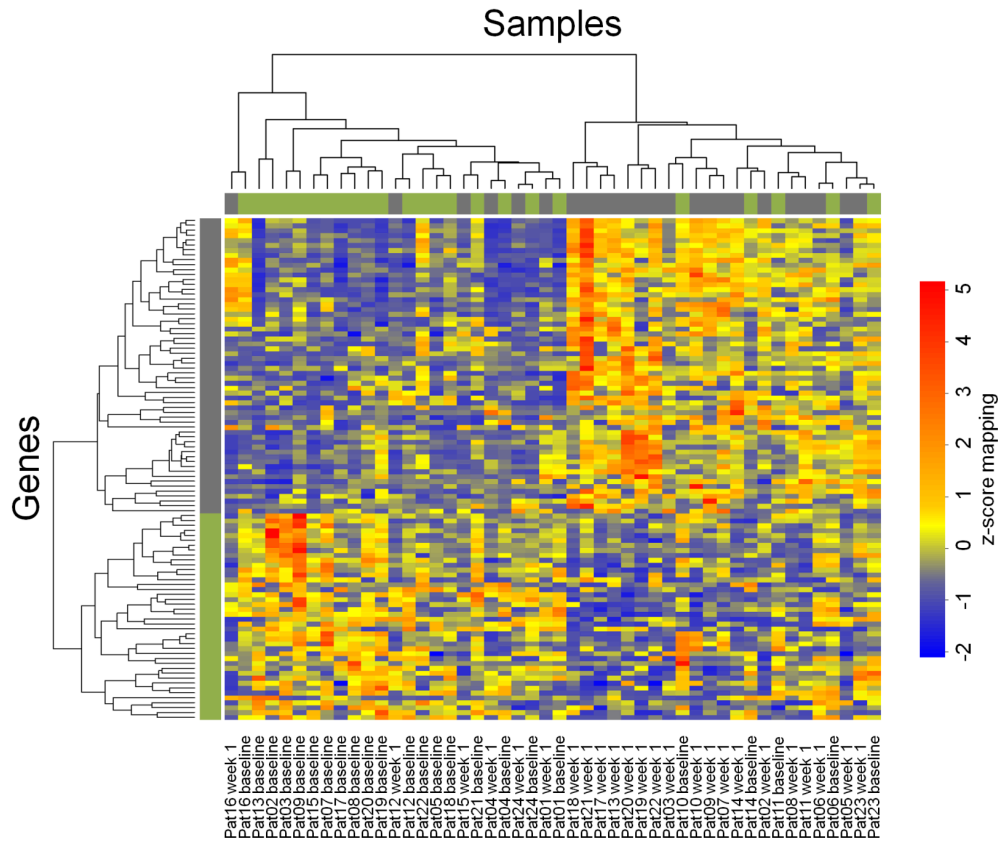 Samples
Genes
5
4
3
2
1
0
-1
-2
z-score mapping
Pat16 week 1
Pat16 baseline
Pat13 baseline
Pat02 baseline
Pat03 baseline
Pat09 baseline
Pat15 baseline
Pat07 baseline
Pat17 baseline
Pat08 baseline
Pat20 baseline
Pat19 baseline
Pat12 week 1
Pat12 baseline
Pat22 baseline
Pat05 baseline
Pat18 baseline
Pat15 week 1
Pat21 baseline
Pat04 week 1
Pat04 baseline
Pat24 week 1
Pat24 baseline
Pat01 week 1
Pat01 baseline
Pat18 week 1
Pat21 week 1
Pat17 week 1
Pat13 week 1
Pat20 week 1
Pat19 week 1
Pat22 week 1
Pat03 week 1
Pat10 baseline
Pat10 week 1
Pat09 week 1
Pat07 week 1
Pat14 week 1
Pat14 baseline
Pat02 week 1
Pat11 baseline
Pat08 week 1
Pat11 week 1
Pat06 week 1
Pat06 baseline
Pat05 week 1
Pat23 week 1
Pat23 baseline